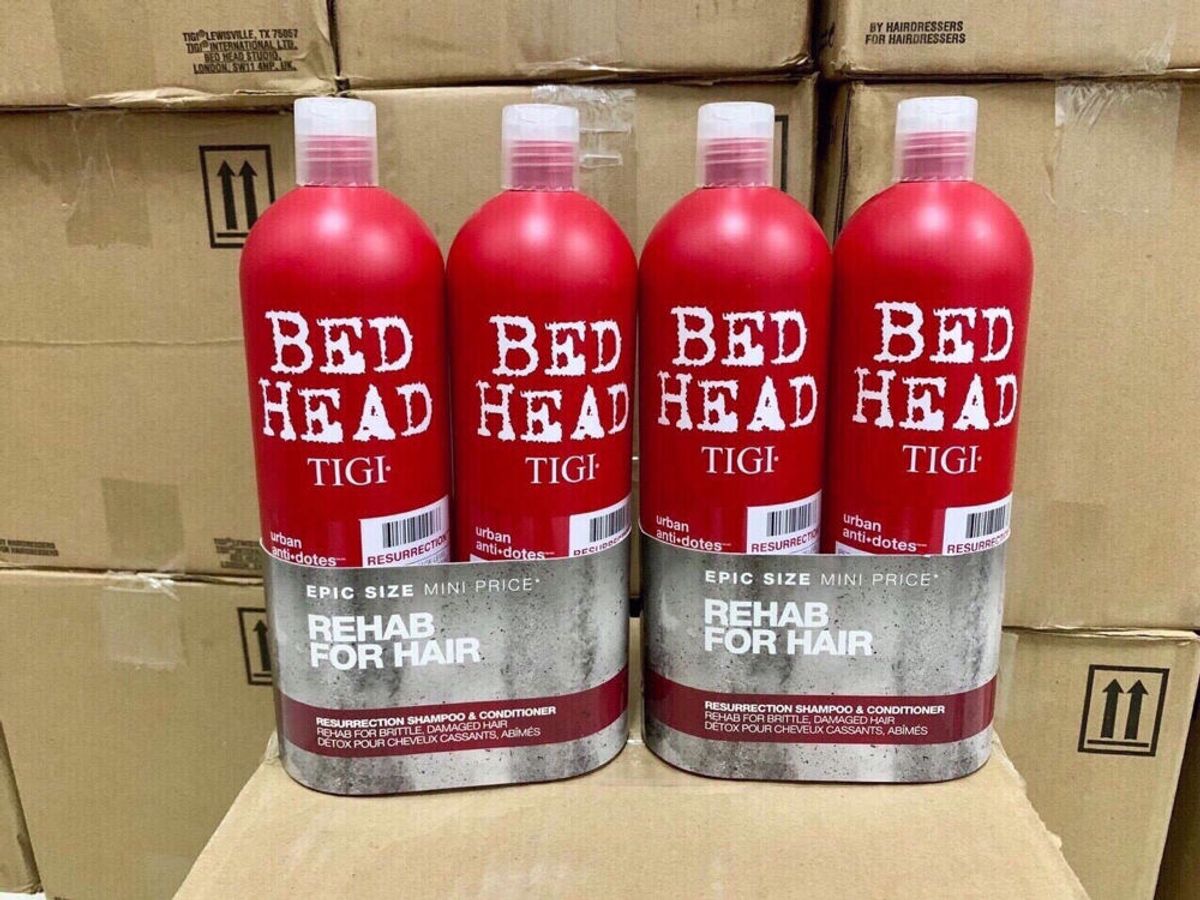 TIGI® LEWISVILLE, TX 75057
TIGI® INTERNATIONAL LTD.
BED HEAD STUDIO,
LONDON, SW11 4NP, UK.
BY HAIRDRESSERS
FOR HAIRDRESSERS
BED
HEAD
TIGI
urban
anti•dotes
RESURRECTION
BED
HEAD
TIGI
urban
anti•dotes
BED
HEAD
TIGI
urban
anti•dotes
RESURRECTION
BED
HEAD
TIGI
urban
anti•dotes
RESURRECTION
EPIC SIZE MINI PRICE*
REHAB
FOR HAIR
RESURRECTION SHAMPOO & CONDITIONER
REHAB FOR BRITTLE, DAMAGED HAIR
DÉTOX POUR CHEVEUX CASSANTS, ABÎMÉS
EPIC SIZE MINI PRICE*
REHAB
FOR HAIR
RESURRECTION SHAMPOO & CONDITIONER
REHAB FOR BRITTLE, DAMAGED HAIR
DÉTOX POUR CHEVEUX CASSANTS, ABÎMÉS